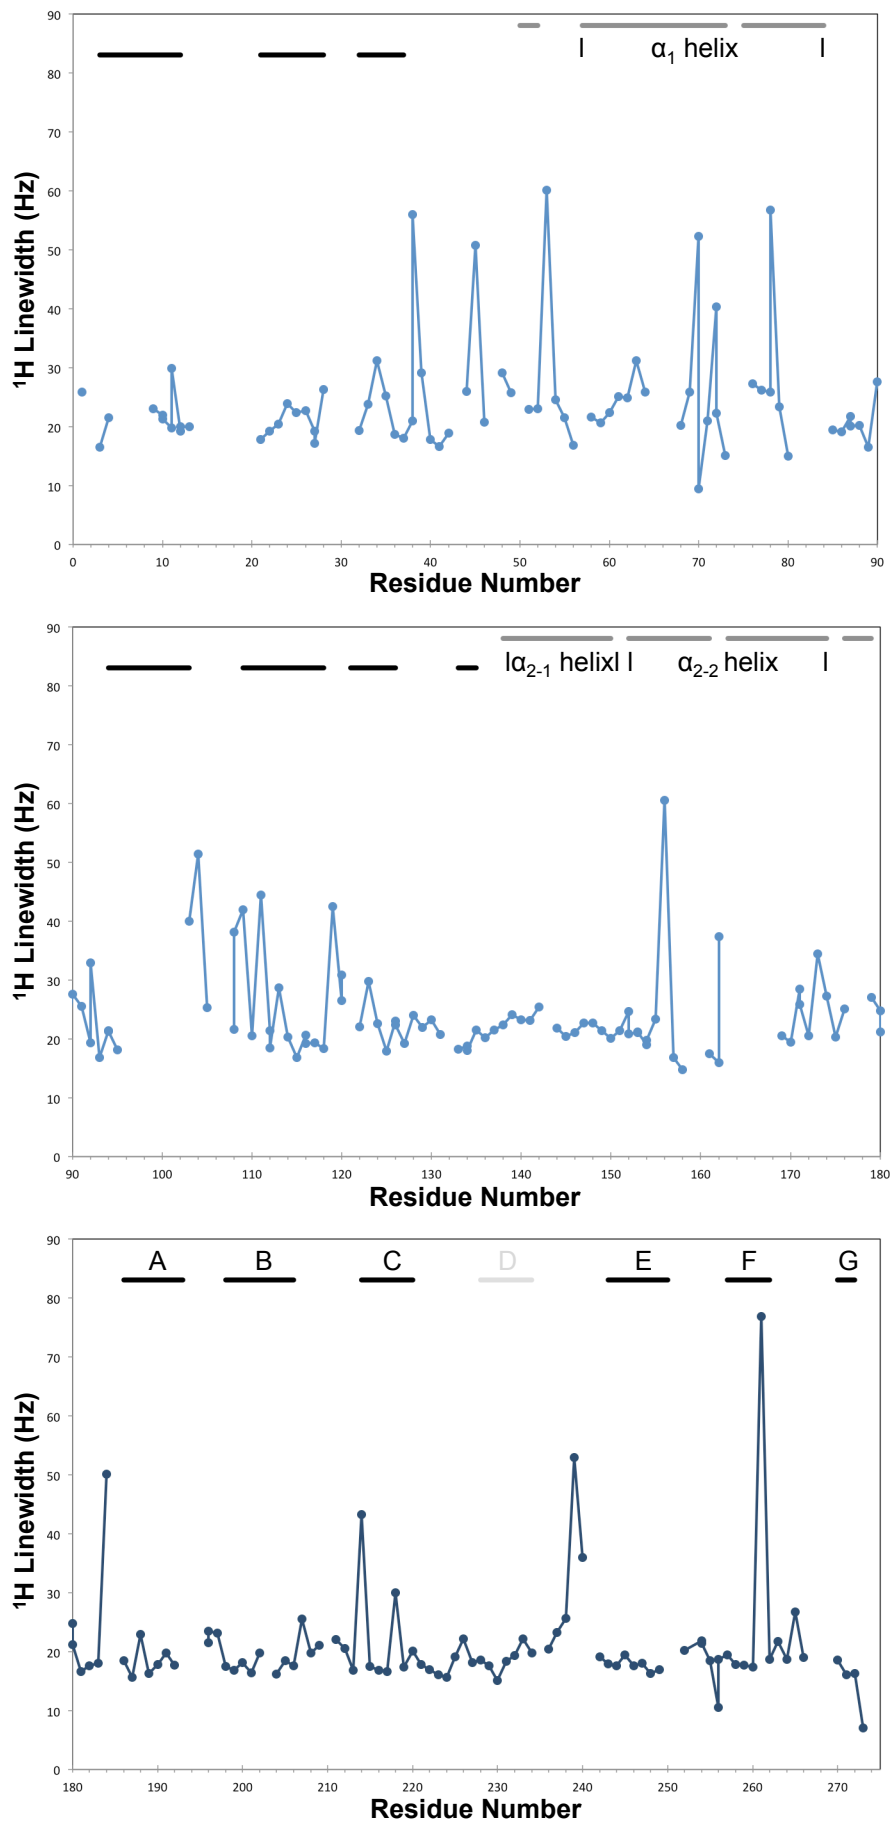 90
80
70
60
50
40
30
20
10
0
¹H Linewidth (Hz)
I α₁ helix I
0 10 20 30 40 50 60 70 80 90
Residue Number
90
80
70
60
50
40
30
20
10
0
¹H Linewidth (Hz)
Iα₂₋₁ helixI I α₂₋₂ helix I
90 100 110 120 130 140 150 160 170 180
Residue Number
90
80
70
60
50
40
30
20
10
0
¹H Linewidth (Hz)
A B C D E F G
180 190 200 210 220 230 240 250 260 270
Residue Number